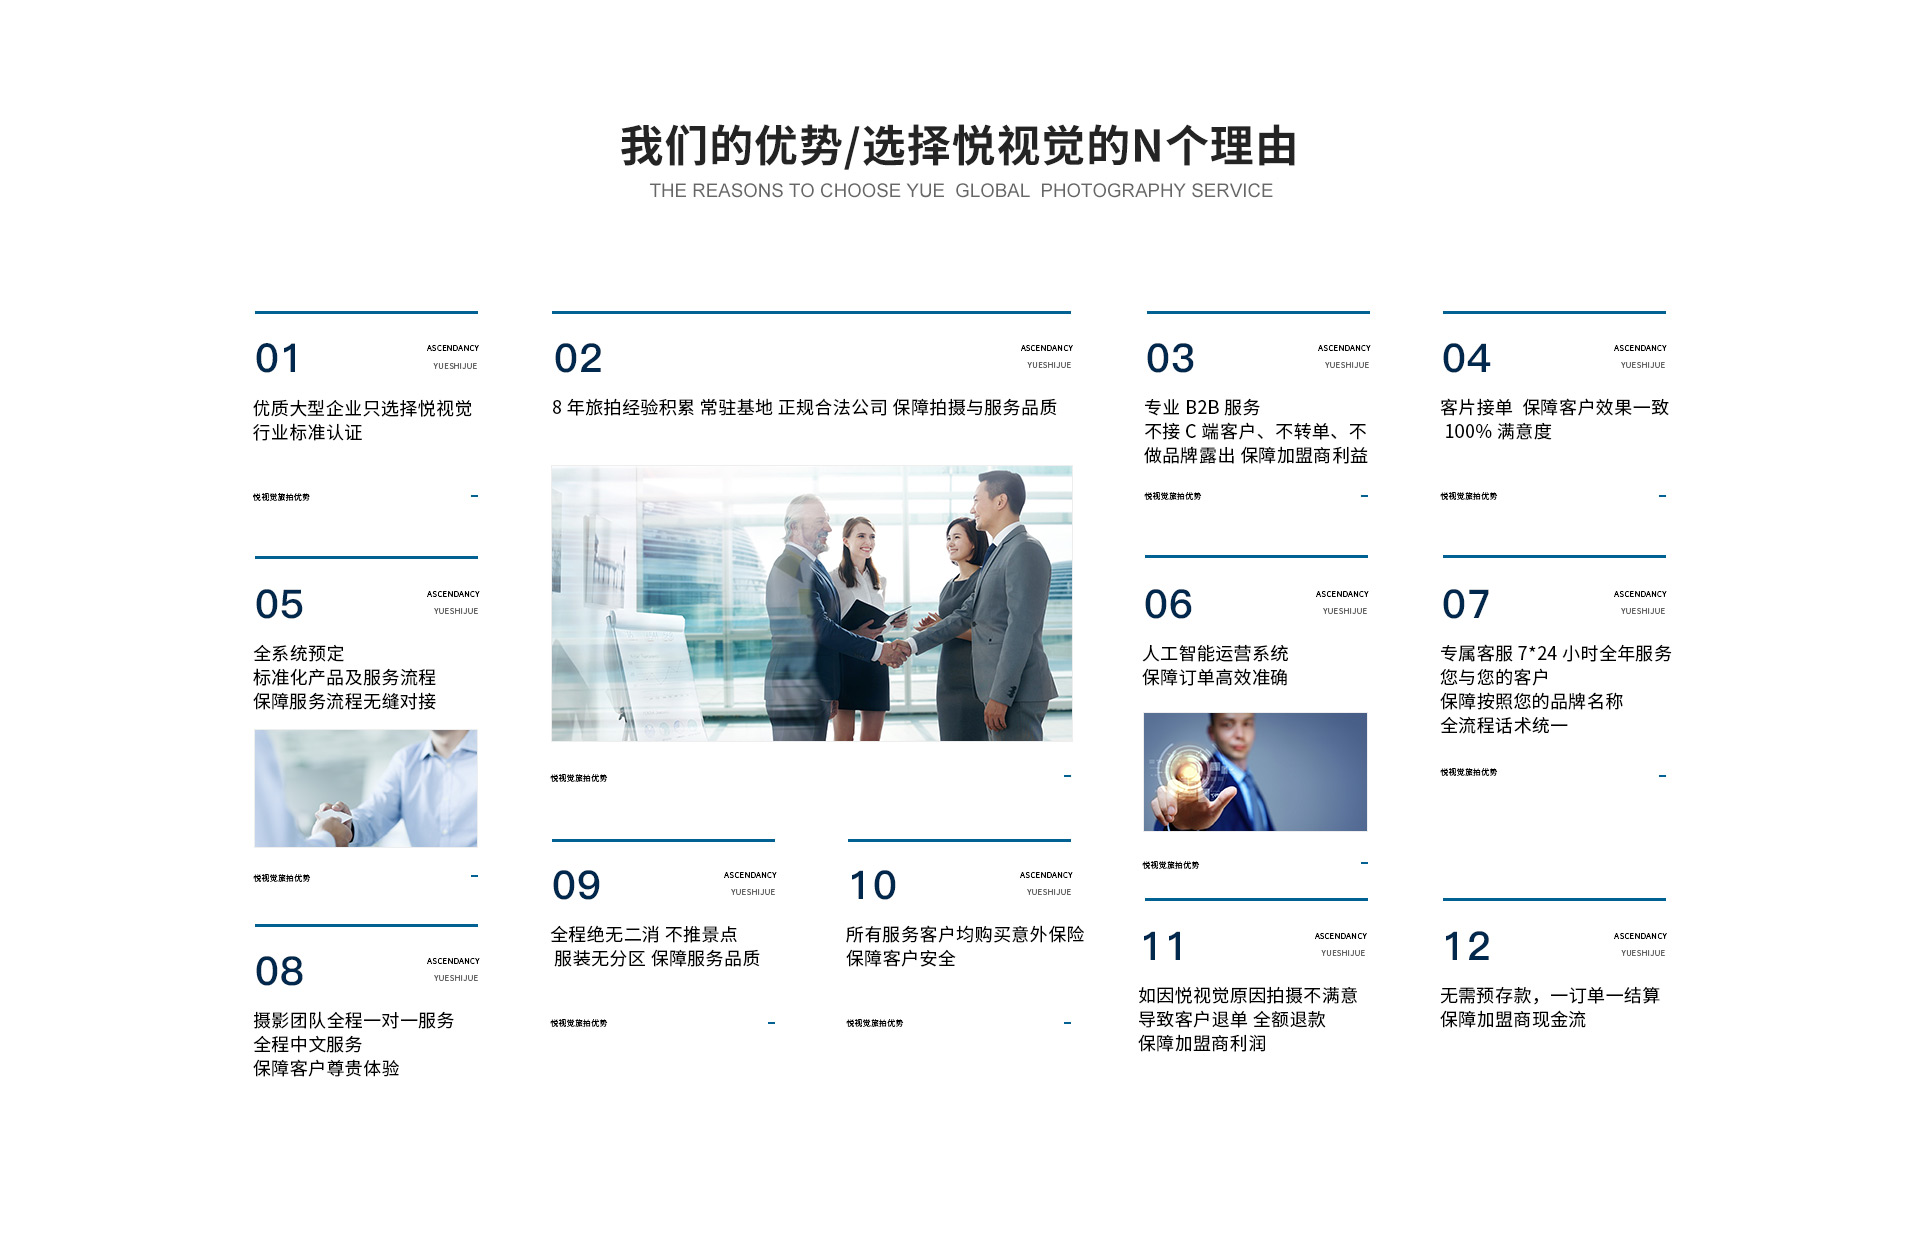 我们的优势/选择悦视觉的N个理由
THE REASONS TO CHOOSE YUE GLOBAL PHOTOGRAPHY SERVICE
01
ASCENDANCY
YUESHIJUE
优质大型企业只选择悦视觉
行业标准认证
悦视觉旅拍优势
02
ASCENDANCY
YUESHIJUE
8 年旅拍经验积累 常驻基地 正规合法公司 保障拍摄与服务品质
悦视觉旅拍优势
03
ASCENDANCY
YUESHIJUE
专业 B2B 服务
不接 C 端客户、不转单、不
做品牌露出 保障加盟商利益
悦视觉旅拍优势
04
ASCENDANCY
YUESHIJUE
客片接单 保障客户效果一致
100% 满意度
悦视觉旅拍优势
05
ASCENDANCY
YUESHIJUE
全系统预定
标准化产品及服务流程
保障服务流程无缝对接
悦视觉旅拍优势
06
ASCENDANCY
YUESHIJUE
人工智能运营系统
保障订单高效准确
悦视觉旅拍优势
07
ASCENDANCY
YUESHIJUE
专属客服 7*24 小时全年服务
您与您的客户
保障按照您的品牌名称
全流程话术统一
悦视觉旅拍优势
08
ASCENDANCY
YUESHIJUE
摄影团队全程一对一服务
全程中文服务
保障客户尊贵体验
09
ASCENDANCY
YUESHIJUE
全程绝无二消 不推景点
服装无分区 保障服务品质
悦视觉旅拍优势
10
ASCENDANCY
YUESHIJUE
所有服务客户均购买意外保险
保障客户安全
悦视觉旅拍优势
11
ASCENDANCY
YUESHIJUE
如因悦视觉原因拍摄不满意
导致客户退单 全额退款
保障加盟商利润
12
ASCENDANCY
YUESHIJUE
无需预存款，一订单一结算
保障加盟商现金流